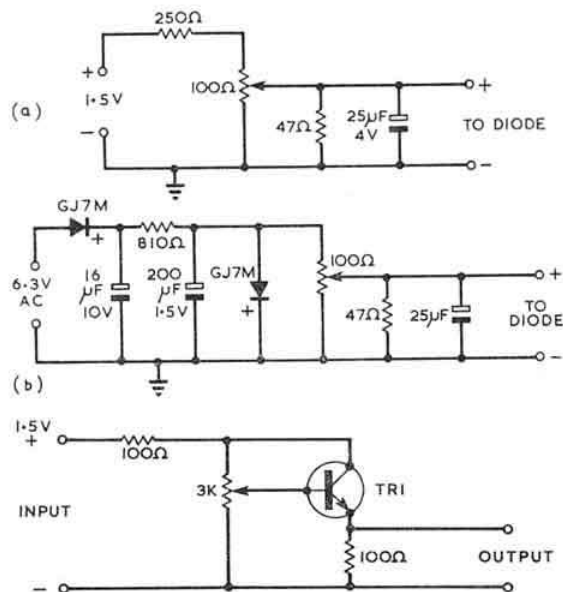 250Ω
+
1·5V
−
(a)
100Ω
47Ω
25μF
4V
+
TO DIODE
−
GJ7M
+
810Ω
6·3V
AC
16
μF
10V
200
μF
1·5V
GJ7M
+
100Ω
47Ω
25μF
+
TO
DIODE
−
(b)
1·5V
+
100Ω
3K
TR1
INPUT
100Ω
OUTPUT
−